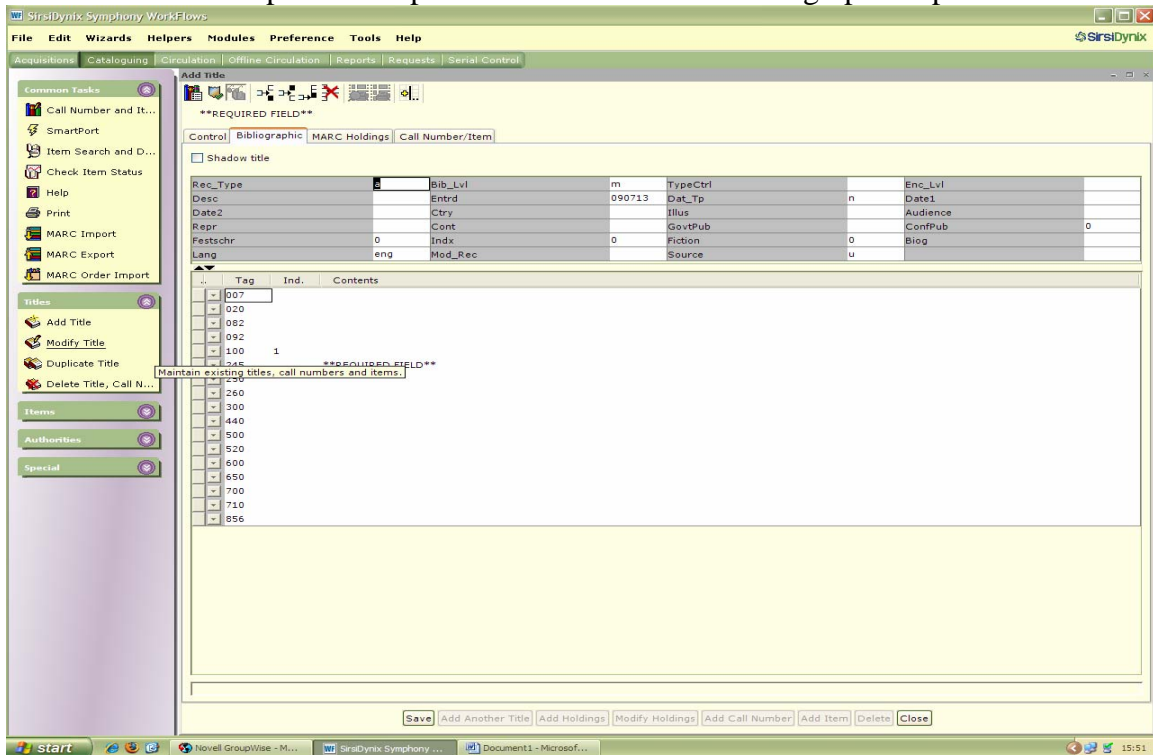 SirsiDynix Symphony WorkFlows
File Edit Wizards Helpers Modules Preference Tools Help
SirsiDynix
Acquisitions Cataloguing Circulation Offline Circulation Reports Requests Serial Control
Add Title
Common Tasks
Call Number and It...
SmartPort
Item Search and D...
Check Item Status
Help
Print
MARC Import
MARC Export
MARC Order Import
Titles
Add Title
Modify Title
Duplicate Title
Delete Title, Call N...
Maintain existing titles, call numbers and items.
Items
Authorities
Special
**REQUIRED FIELD**
Control Bibliographic MARC Holdings Call Number/Item
Shadow title
Rec_Type a Bib_Lvl m TypeCtrl Enc_Lvl
Desc Entrd 090713 Dat_Tp n Date1
Date2 Ctry Illus Audience
Repr Cont GovtPub ConfPub 0
Festschr 0 Indx 0 Fiction 0 Biog
Lang eng Mod_Rec Source u
.. Tag Ind. Contents
007
020
082
092
100 1
245 **REQUIRED FIELD**
250
260
300
440
500
520
600
650
700
710
856
Save Add Another Title Add Holdings Modify Holdings Add Call Number Add Item Delete Close
start Novell GroupWise - M... SirsiDynix Symphony ... Document1 - Microsof... 15:51